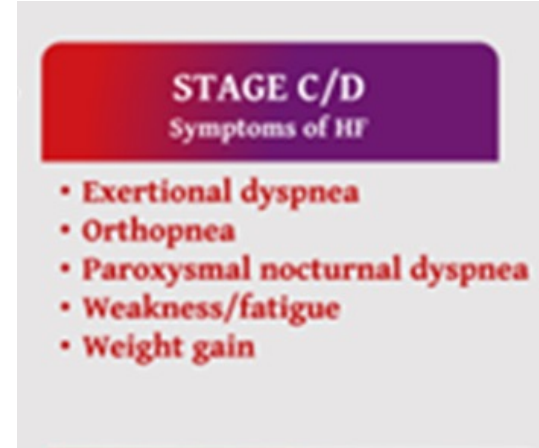 STAGE C/D
Symptoms of HF
• Exertional dyspnea
• Orthopnea
• Paroxysmal nocturnal dyspnea
• Weakness/fatigue
• Weight gain